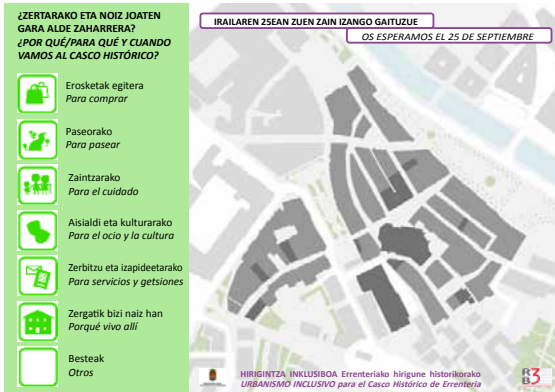 ¿ZERTARAKO ETA NOIZ JOATEN
GARA ALDE ZAHARRERA?
¿POR QUÉ/PARA QUÉ Y CUANDO
VAMOS AL CASCO HISTÓRICO?
Erosketak egitera
Para comprar
Paseorako
Para pasear
Zaintzarako
Para el cuidado
Aisialdi eta kulturarako
Para el ocio y la cultura
Zerbitzu eta izapideetarako
Para servicios y getsiones
Zergatik bizi naiz han
Porqué vivo allí
Besteak
Otros
IRAILAREN 25EAN ZUEN ZAIN IZANGO GAITUZUE
OS ESPERAMOS EL 25 DE SEPTIEMBRE
HIRIGINTZA INKLUSIBOA Errenteriako hirigune historikorako
URBANISMO INCLUSIVO para el Casco Histórico de Errenteria